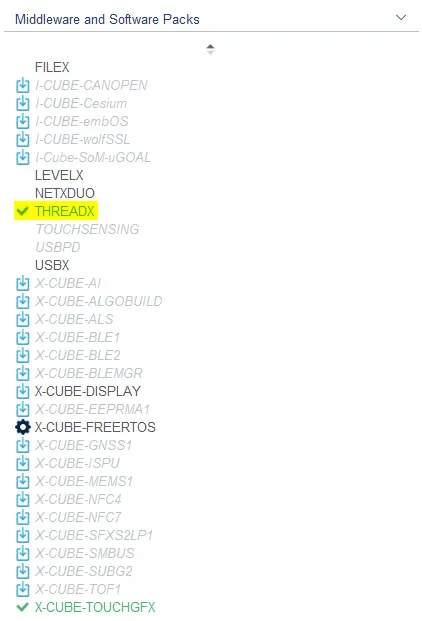 Middleware and Software Packs
FILEX
I-CUBE-CANOPEN
I-CUBE-Cesium
I-CUBE-embOS
I-CUBE-wolfSSL
I-Cube-SoM-uGOAL
LEVELX
NETXDUO
THREADX
TOUCHSENSING
USBPD
USBX
X-CUBE-AI
X-CUBE-ALGOBUILD
X-CUBE-ALS
X-CUBE-BLE1
X-CUBE-BLE2
X-CUBE-BLEMGR
X-CUBE-DISPLAY
X-CUBE-EEPRMA1
X-CUBE-FREERTOS
X-CUBE-GNSS1
X-CUBE-ISPU
X-CUBE-MEMS1
X-CUBE-NFC4
X-CUBE-NFC7
X-CUBE-SFXS2LP1
X-CUBE-SMBUS
X-CUBE-SUBG2
X-CUBE-TOF1
X-CUBE-TOUCHGFX